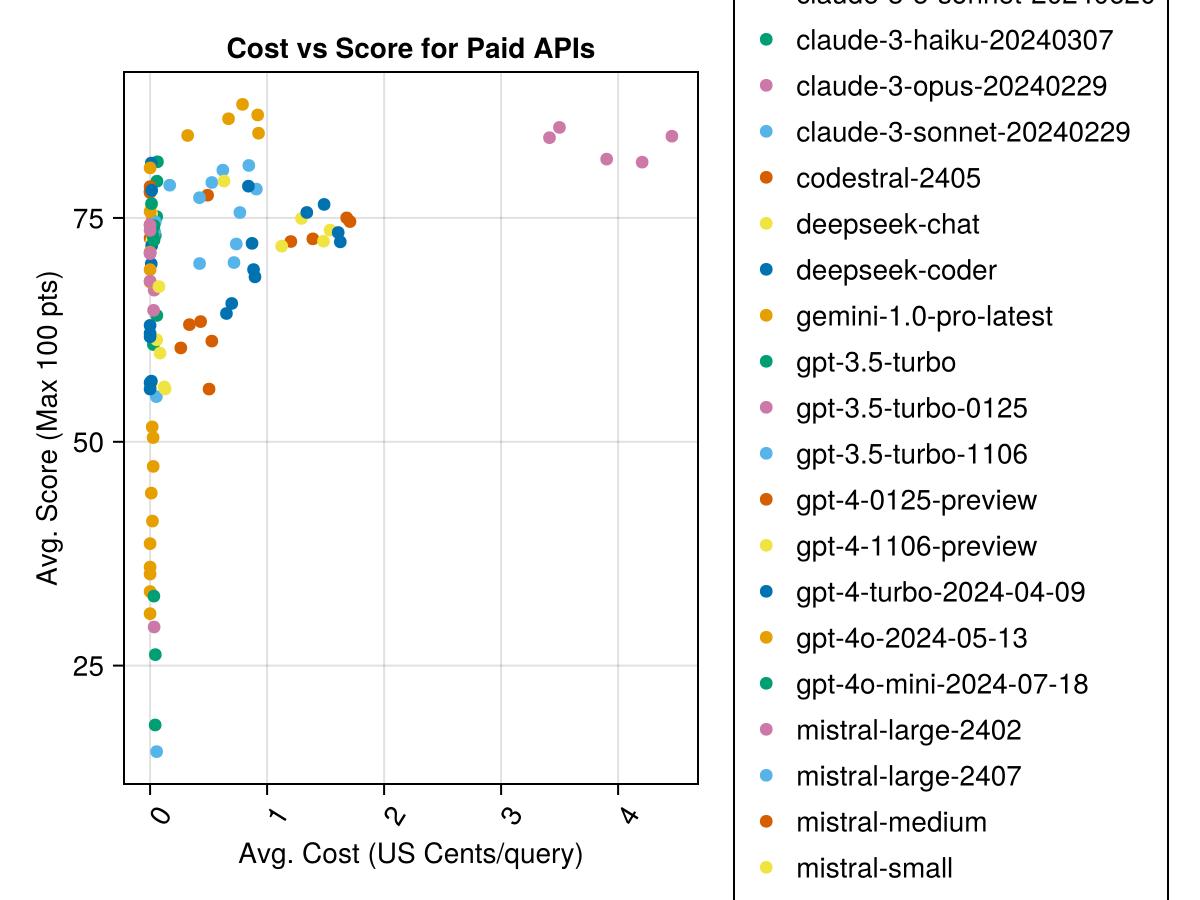 Cost vs Score for Paid APIs
Avg. Score (Max 100 pts)
75
50
25
0
1
2
3
4
Avg. Cost (US Cents/query)
claude-3-5-sonnet-20240620
claude-3-haiku-20240307
claude-3-opus-20240229
claude-3-sonnet-20240229
codestral-2405
deepseek-chat
deepseek-coder
gemini-1.0-pro-latest
gpt-3.5-turbo
gpt-3.5-turbo-0125
gpt-3.5-turbo-1106
gpt-4-0125-preview
gpt-4-1106-preview
gpt-4-turbo-2024-04-09
gpt-4o-2024-05-13
gpt-4o-mini-2024-07-18
mistral-large-2402
mistral-large-2407
mistral-medium
mistral-small